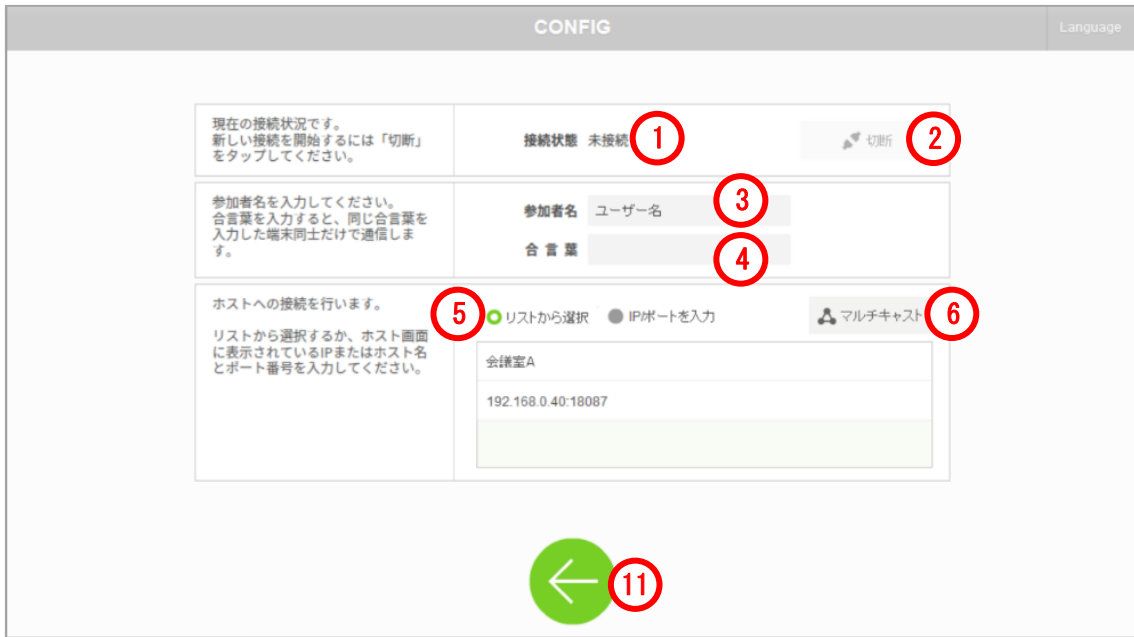 CONFIG
Language
現在の接続状況です。
新しい接続を開始するには「切断」
をタップしてください。
接続状態 未接続 1
切断 2
参加者名を入力してください。
合言葉を入力すると、同じ合言葉を
入力した端末同士だけで通信しま
す。
参加者名 ユーザー名 3
合言葉 4
ホストへの接続を行います。
リストから選択するか、ホスト画面
に表示されているIPまたはホスト名
とポート番号を入力してください。
5 リストから選択 IP/ポートを入力 マルチキャスト 6
会議室A
192.168.0.40:18087
11